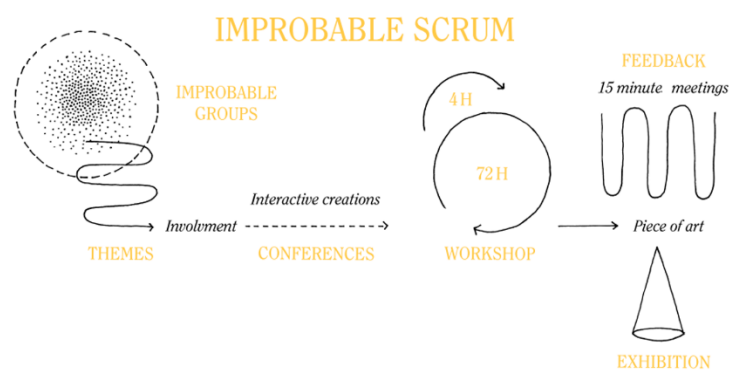 IMPROBABLE SCRUM
IMPROBABLE
GROUPS
THEMES
Involvment
Interactive creations
CONFERENCES
4 H
72 H
WORKSHOP
FEEDBACK
15 minute meetings
Piece of art
EXHIBITION